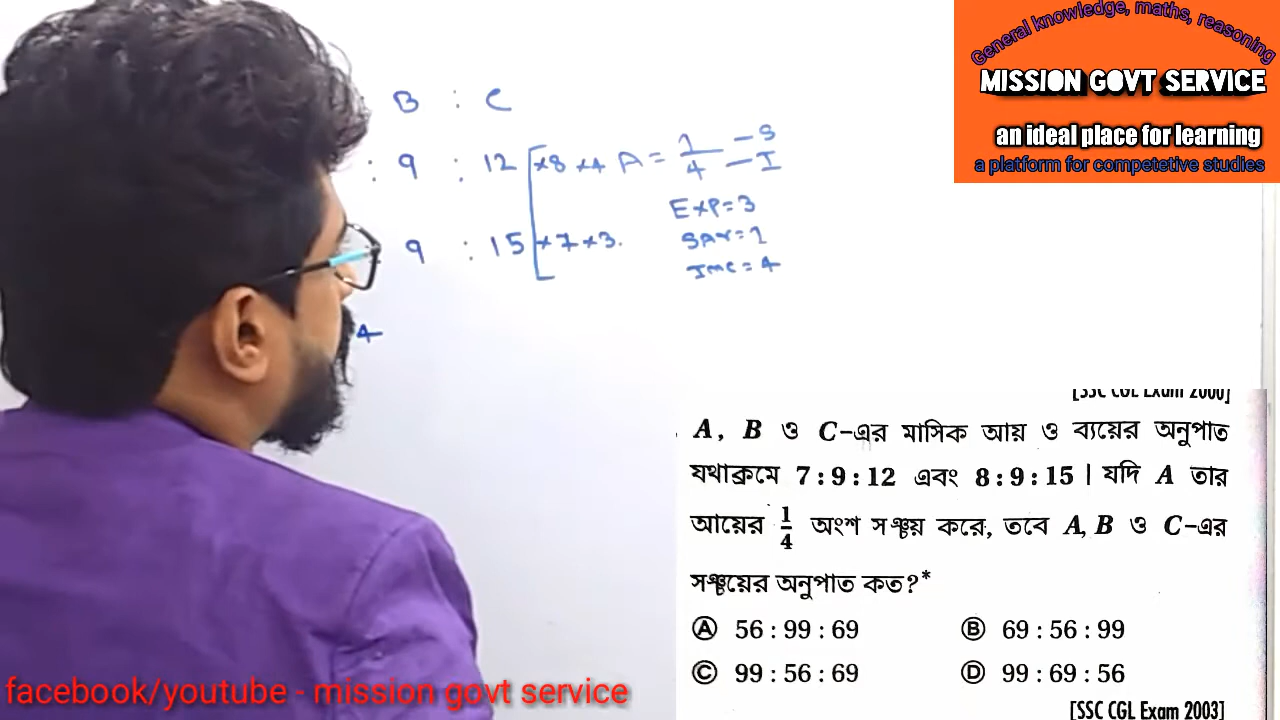 General knowledge, maths, reasoning
MISSION GOVT SERVICE
an ideal place for learning
a platform for competetive studies
B : C
: 9 : 12 ×8 ×4 A = 1/4 - S - I
EXP = 3
: 9 : 15 ×7 ×3.
SAV = 1
INC = 4
4
[SSC CGL Exam 2000]
A, B ও C-এর মাসিক আয় ও ব্যয়ের অনুপাত
যথাক্রমে 7 : 9 : 12 এবং 8 : 9 : 15 | যদি A তার
আয়ের 1/4 অংশ সঞ্চয় করে, তবে A, B ও C-এর
সঞ্চয়ের অনুপাত কত?*
Ⓐ 56 : 99 : 69 Ⓑ 69 : 56 : 99
Ⓒ 99 : 56 : 69 Ⓓ 99 : 69 : 56
[SSC CGL Exam 2003]
facebook/youtube - mission govt service